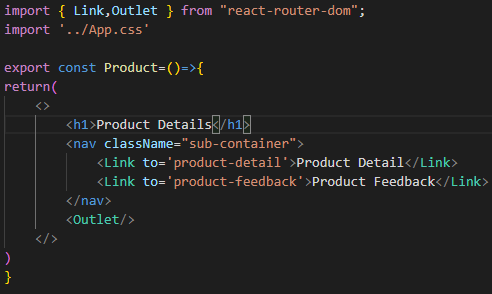 import { Link,Outlet } from "react-router-dom";
import '../App.css'
export const Product=()=>{
return(
<>
<h1>Product Details</h1>
<nav className="sub-container">
<Link to='product-detail'>Product Detail</Link>
<Link to='product-feedback'>Product Feedback</Link>
</nav>
<Outlet/>
</>
)
}